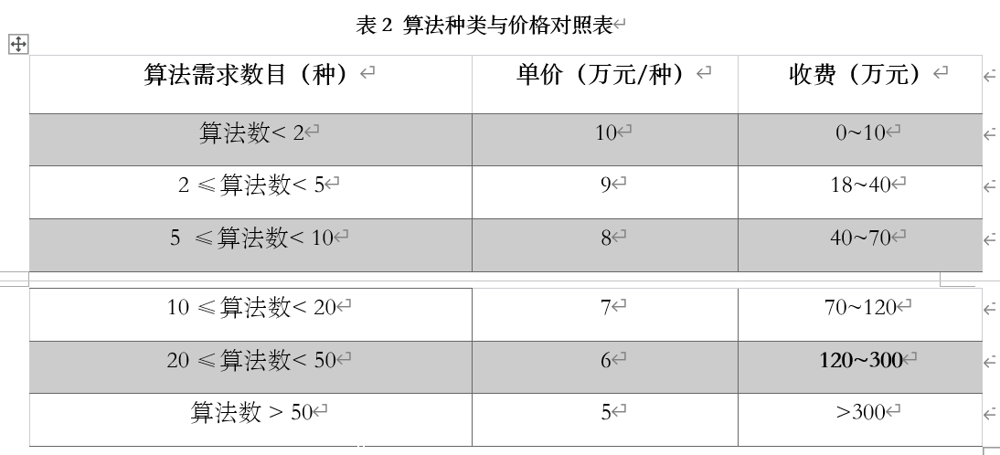 表 2 算法种类与价格对照表
算法需求数目（种） 单价（万元/种） 收费（万元）
算法数< 2 10 0~10
2 ≤算法数< 5 9 18~40
5 ≤算法数< 10 8 40~70
10 ≤算法数< 20 7 70~120
20 ≤算法数< 50 6 120~300
算法数 > 50 5 >300